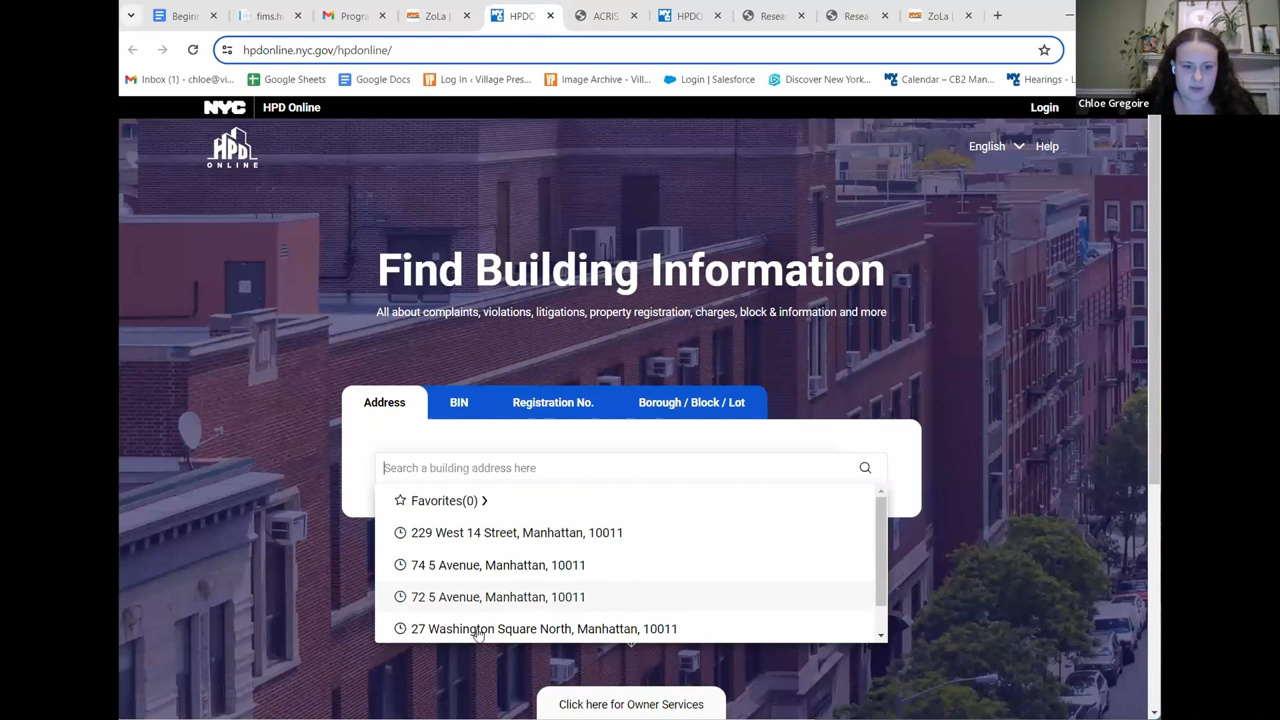 Beginr
fims.h
Progra
ZoLa |
HPDO
ACRIS
HPDO
Resea
Resea
ZoLa |
hpdonline.nyc.gov/hpdonline/
Inbox (1) - chloe@vi...
Google Sheets
Google Docs
Log In ‹ Village Pres...
Image Archive - Vill...
Login | Salesforce
Discover New York...
Calendar – CB2 Man...
Hearings - L
Chloe Gregoire
NYC
HPD Online
Login
HPD
ONLINE
English
Help
Find Building Information
All about complaints, violations, litigations, property registration, charges, block & information and more
Address
BIN
Registration No.
Borough / Block / Lot
Search a building address here
Favorites(0)
229 West 14 Street, Manhattan, 10011
74 5 Avenue, Manhattan, 10011
72 5 Avenue, Manhattan, 10011
27 Washington Square North, Manhattan, 10011
Click here for Owner Services